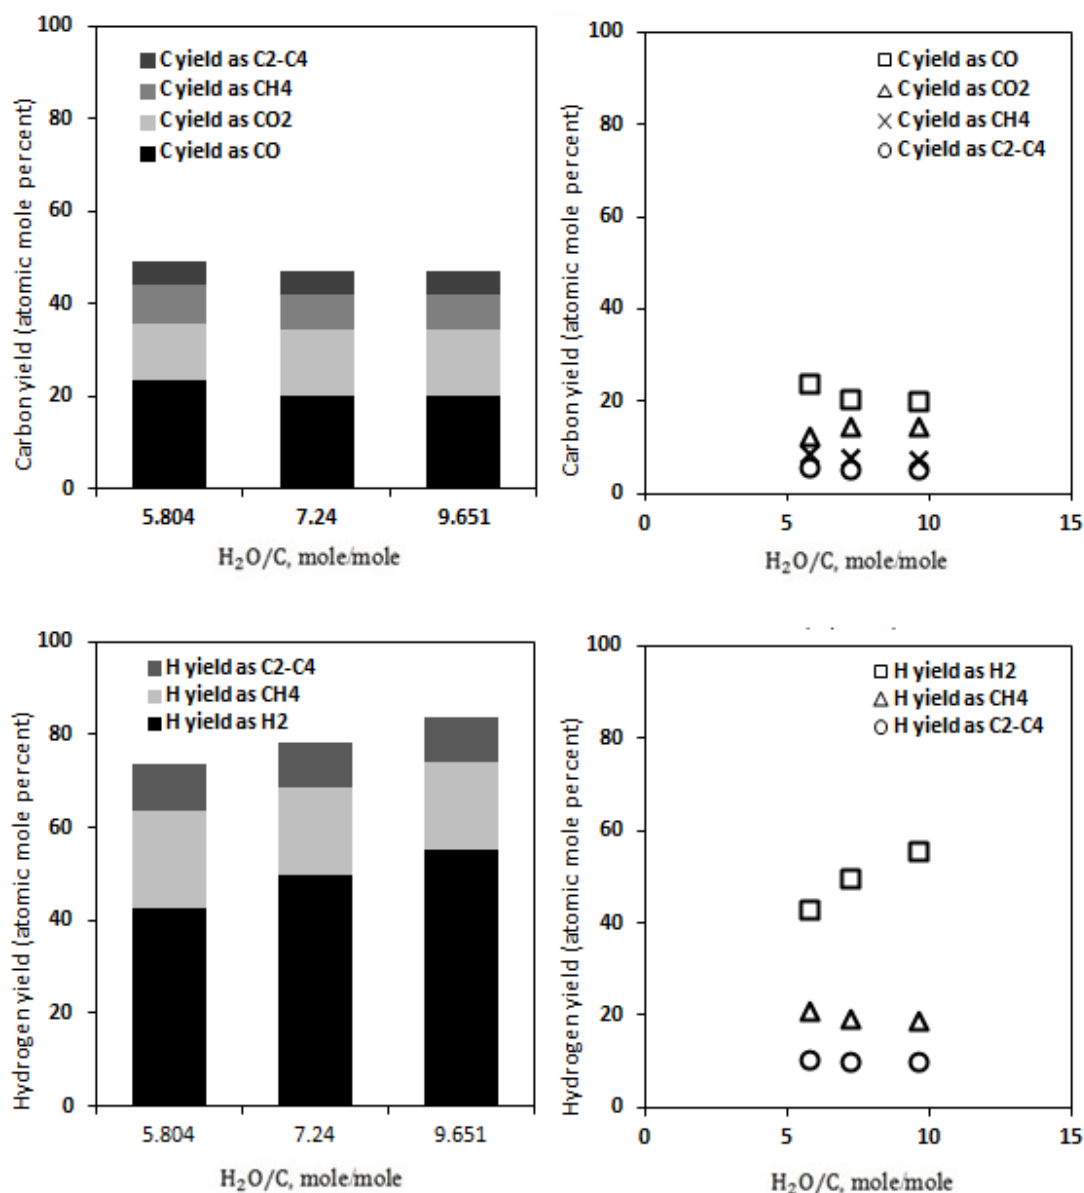 100
80
60
40
20
0
Carbon yield (atomic mole percent)
C yield as C2-C4
C yield as CH4
C yield as CO2
C yield as CO
5.804 7.24 9.651
H₂O/C, mole/mole
100
80
60
40
20
0
Carbon yield (atomic mole percent)
C yield as CO
C yield as CO2
C yield as CH4
C yield as C2-C4
0 5 10 15
H₂O/C, mole/mole
100
80
60
40
20
0
Hydrogen yield (atomic mole percent)
H yield as C2-C4
H yield as CH4
H yield as H2
5.804 7.24 9.651
H₂O/C, mole/mole
100
80
60
40
20
0
Hydrogen yield (atomic mole percent)
H yield as H2
H yield as CH4
H yield as C2-C4
0 5 10 15
H₂O/C, mole/mole